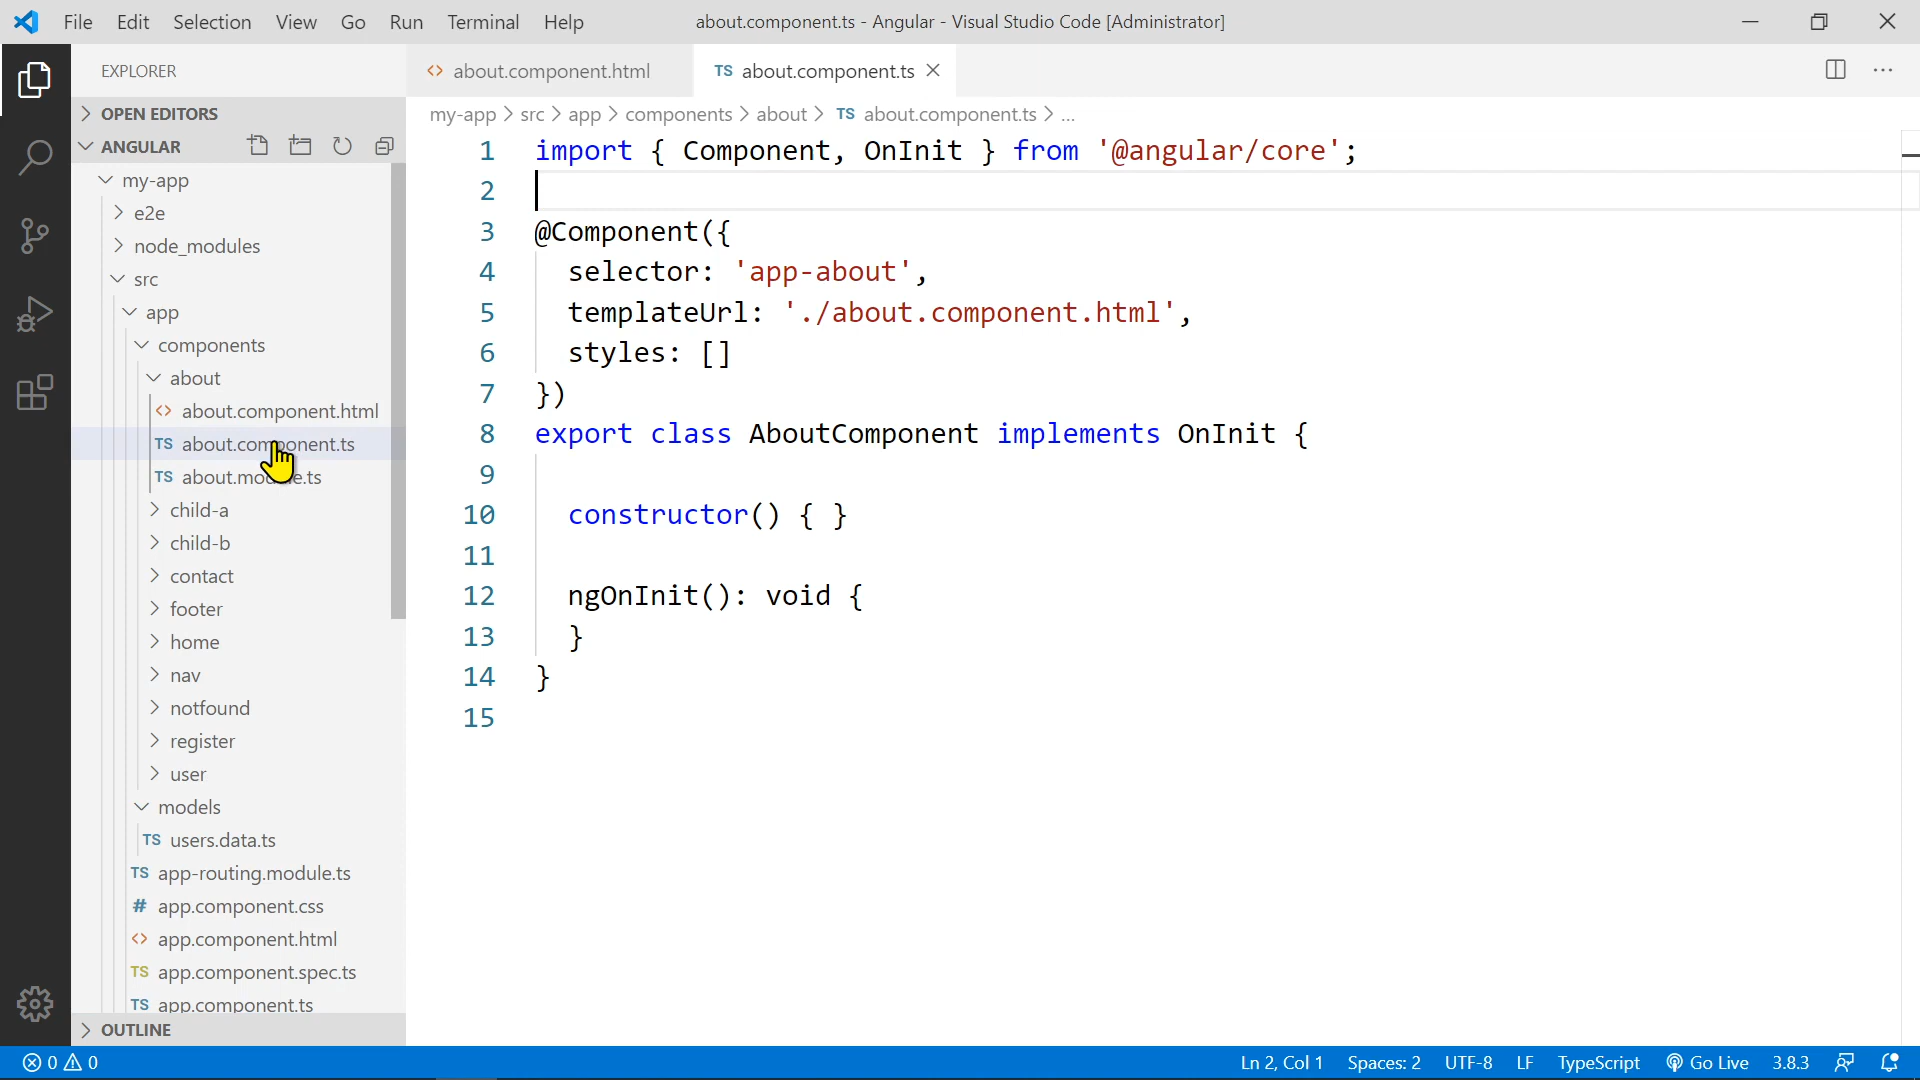 File Edit Selection View Go Run Terminal Help about.component.ts - Angular - Visual Studio Code [Administrator]
EXPLORER
OPEN EDITORS
ANGULAR
my-app
e2e
node_modules
src
app
components
about
<> about.component.html
TS about.component.ts
TS about.module.ts
child-a
child-b
contact
footer
home
nav
notfound
register
user
models
TS users.data.ts
TS app-routing.module.ts
# app.component.css
<> app.component.html
TS app.component.spec.ts
TS app.component.ts
OUTLINE
<> about.component.html TS about.component.ts
my-app > src > app > components > about > TS about.component.ts > ...
1 import { Component, OnInit } from '@angular/core';
2
3 @Component({
4 selector: 'app-about',
5 templateUrl: './about.component.html',
6 styles: []
7 })
8 export class AboutComponent implements OnInit {
9
10 constructor() { }
11
12 ngOnInit(): void {
13 }
14 }
15
0 0 Ln 2, Col 1 Spaces: 2 UTF-8 LF TypeScript Go Live 3.8.3